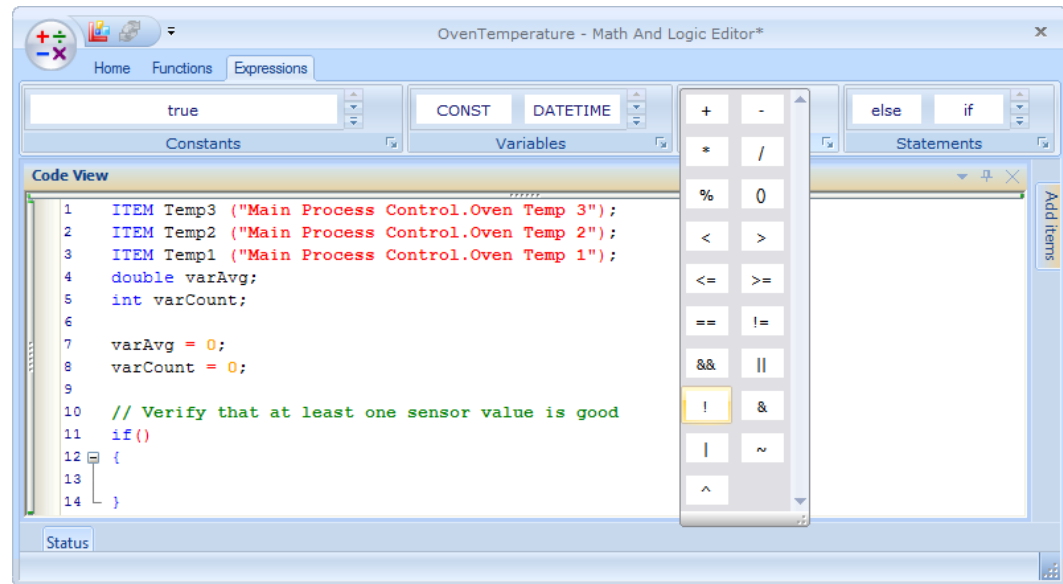 OvenTemperature - Math And Logic Editor*
Home Functions Expressions
true
CONST DATETIME
else if
Constants
Variables
Statements
+ -
* /
% ()
< >
<= >=
== !=
&& ||
! &
| ~
^
Code View
Add items
1 ITEM Temp3 ("Main Process Control.Oven Temp 3");
2 ITEM Temp2 ("Main Process Control.Oven Temp 2");
3 ITEM Temp1 ("Main Process Control.Oven Temp 1");
4 double varAvg;
5 int varCount;
6
7 varAvg = 0;
8 varCount = 0;
9
10 // Verify that at least one sensor value is good
11 if()
12 {
13
14 }
Status